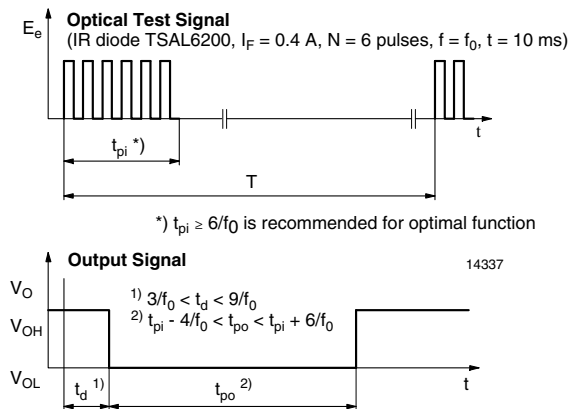 Optical Test Signal
(IR diode TSAL6200, IF = 0.4 A, N = 6 pulses, f = f0, t = 10 ms)
Ee
t
tpi *)
T
*) tpi ≥ 6/f0 is recommended for optimal function
Output Signal
14337
VO
VOH
VOL
1) 3/f0 < td < 9/f0
2) tpi - 4/f0 < tpo < tpi + 6/f0
td 1)
tpo 2)
t